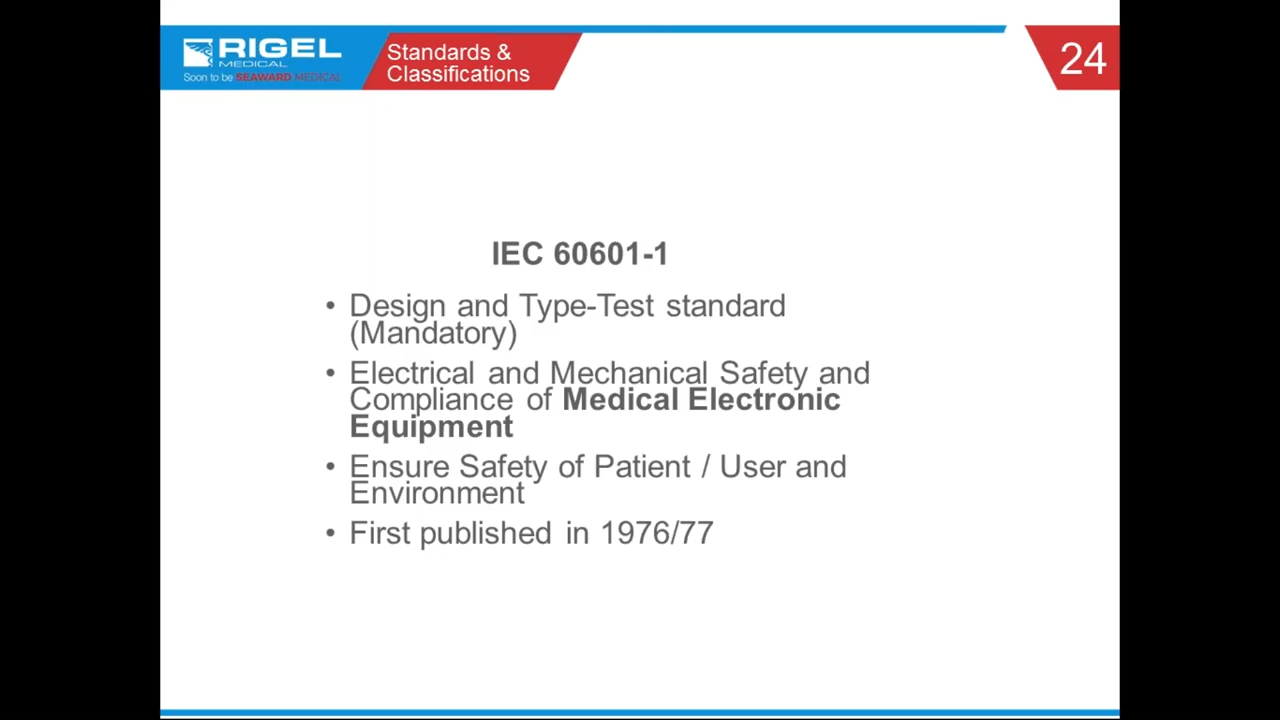 RIGEL
MEDICAL
Soon to be SEAWARD MEDICAL
Standards &
Classifications
24
IEC 60601-1
• Design and Type-Test standard
(Mandatory)
• Electrical and Mechanical Safety and
Compliance of Medical Electronic
Equipment
• Ensure Safety of Patient / User and
Environment
• First published in 1976/77